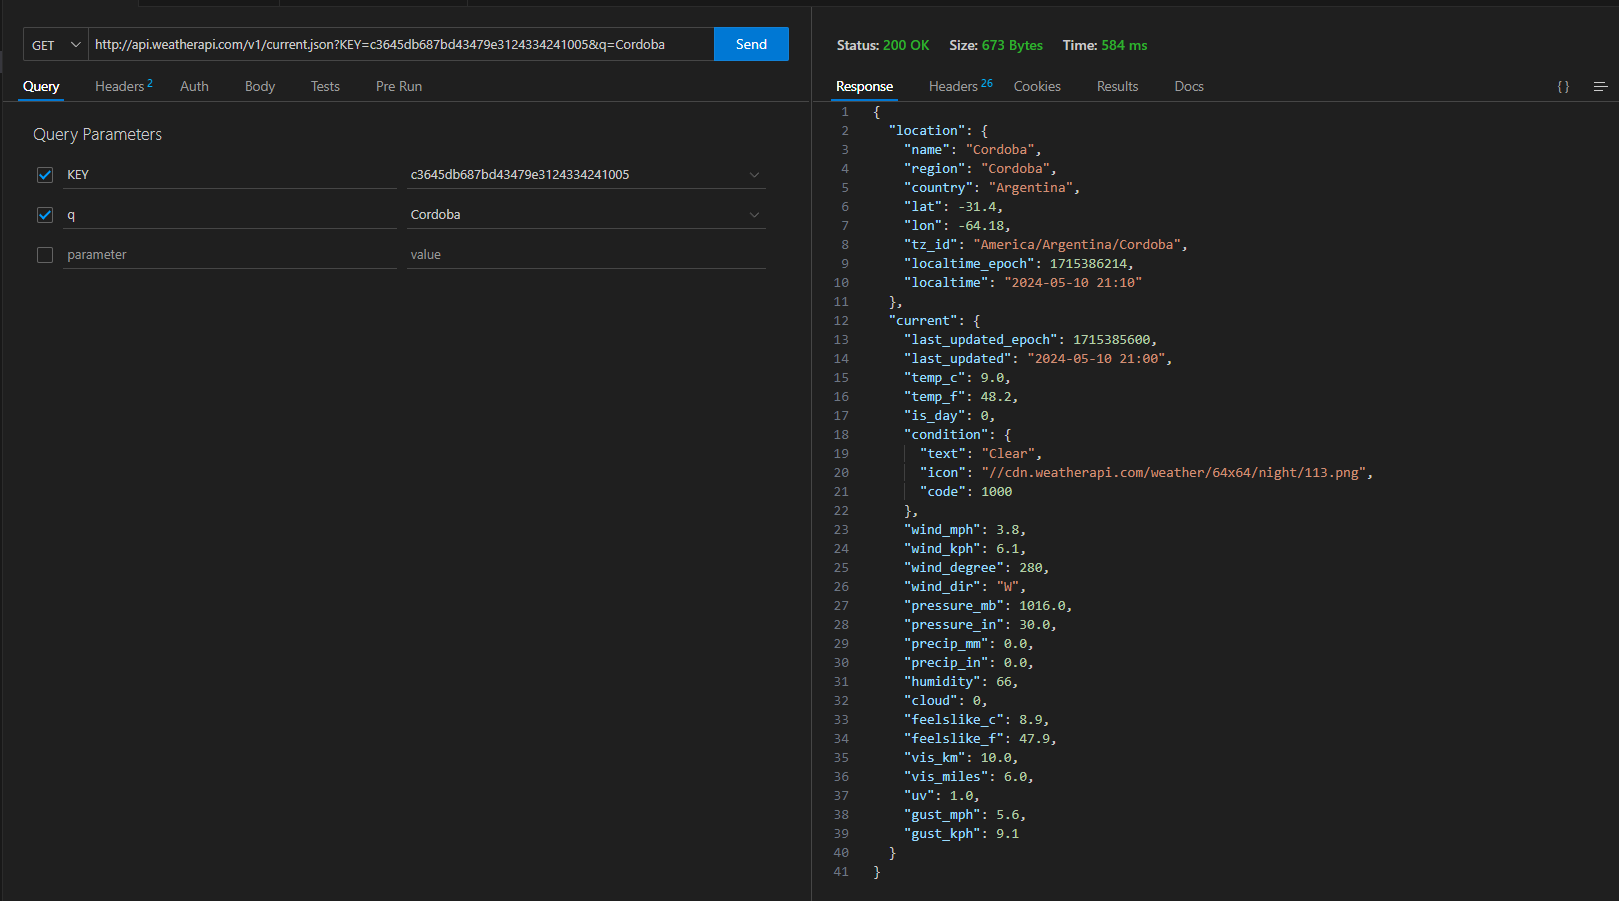 GET http://api.weatherapi.com/v1/current.json?KEY=c3645db687bd43479e3124334241005&q=Cordoba Send
Query Headers 2 Auth Body Tests Pre Run
Query Parameters
KEY c3645db687bd43479e3124334241005
q Cordoba
parameter value
Status: 200 OK Size: 673 Bytes Time: 584 ms
Response Headers 26 Cookies Results Docs {}
1 {
2 "location": {
3 "name": "Cordoba",
4 "region": "Cordoba",
5 "country": "Argentina",
6 "lat": -31.4,
7 "lon": -64.18,
8 "tz_id": "America/Argentina/Cordoba",
9 "localtime_epoch": 1715386214,
10 "localtime": "2024-05-10 21:10"
11 },
12 "current": {
13 "last_updated_epoch": 1715385600,
14 "last_updated": "2024-05-10 21:00",
15 "temp_c": 9.0,
16 "temp_f": 48.2,
17 "is_day": 0,
18 "condition": {
19 "text": "Clear",
20 "icon": "//cdn.weatherapi.com/weather/64x64/night/113.png",
21 "code": 1000
22 },
23 "wind_mph": 3.8,
24 "wind_kph": 6.1,
25 "wind_degree": 280,
26 "wind_dir": "W",
27 "pressure_mb": 1016.0,
28 "pressure_in": 30.0,
29 "precip_mm": 0.0,
30 "precip_in": 0.0,
31 "humidity": 66,
32 "cloud": 0,
33 "feelslike_c": 8.9,
34 "feelslike_f": 47.9,
35 "vis_km": 10.0,
36 "vis_miles": 6.0,
37 "uv": 1.0,
38 "gust_mph": 5.6,
39 "gust_kph": 9.1
40 }
41 }